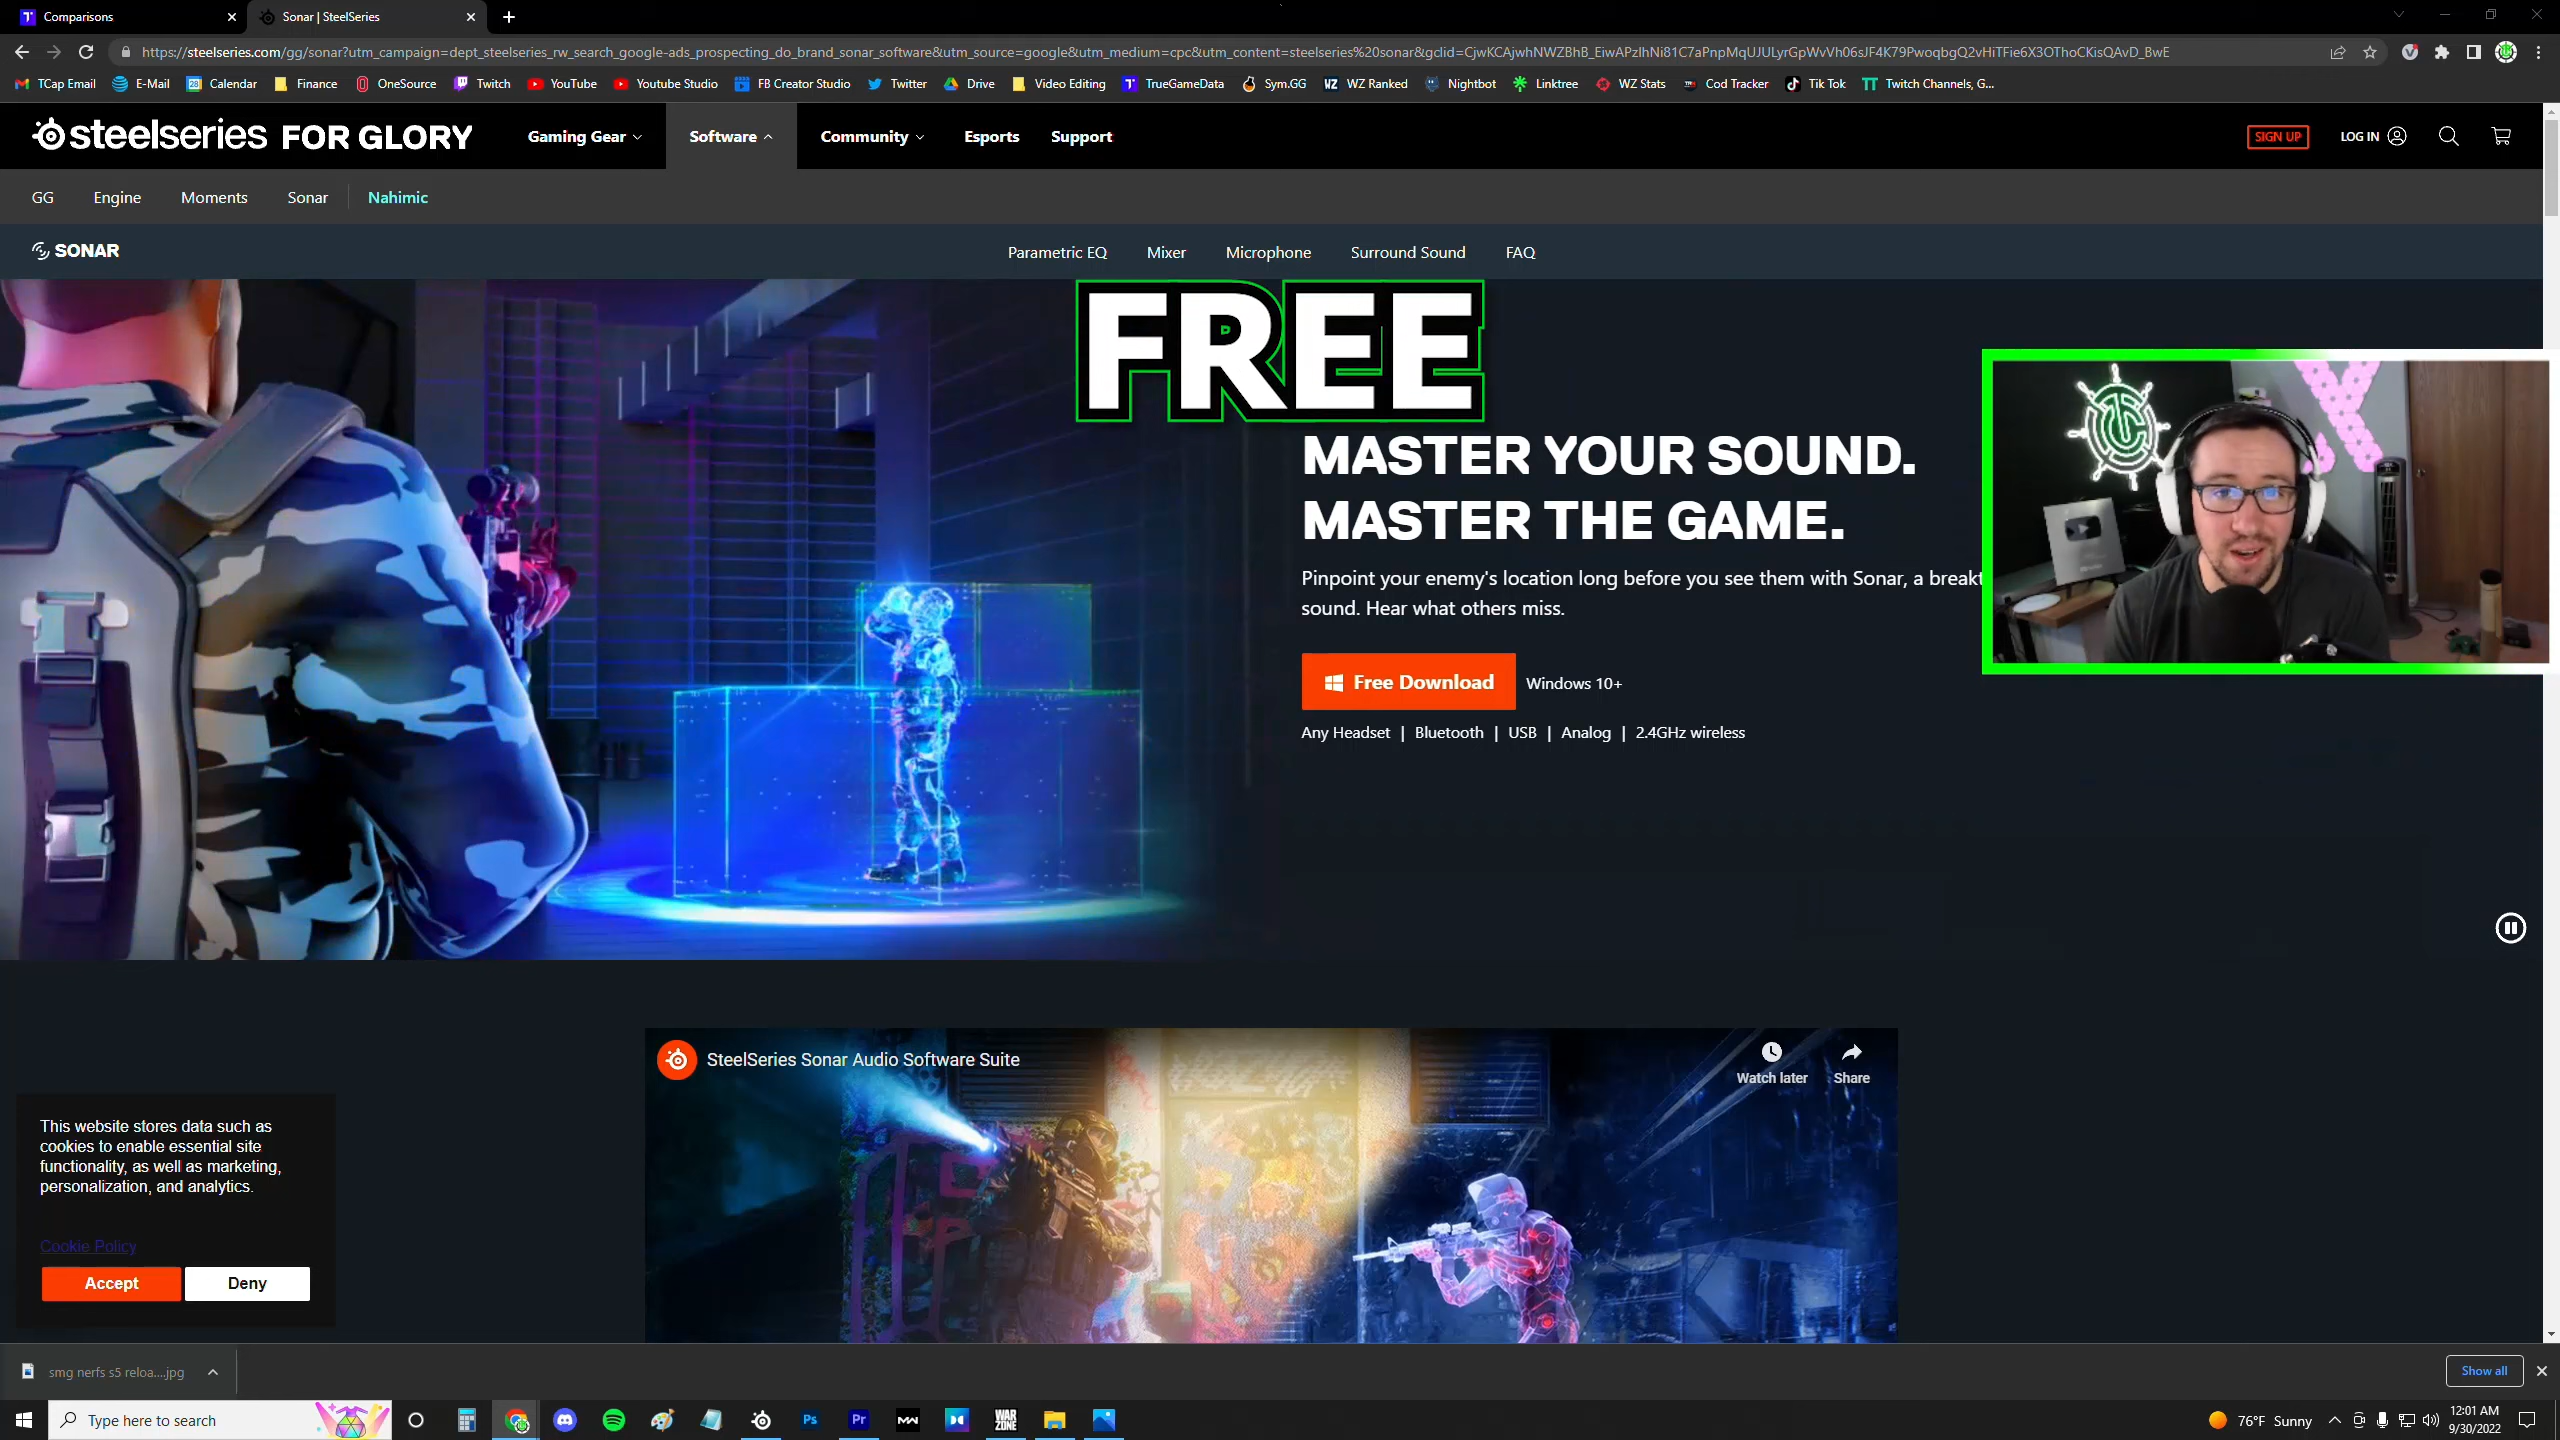 Comparisons
Sonar | SteelSeries
https://steelseries.com/gg/sonar?utm_campaign=dept_steelseries_rw_search_google-ads_prospecting_do_brand_sonar_software&utm_source=google&utm_medium=cpc&utm_content=steelseries%20sonar&gclid=CjwKCAjwhNWZBhB_EiwAPzlhNi81C7aPnpMqUJULyrGpWvVh06sJF4K79PwoqbgQ2vHiTFie6X3OThoCKisQAvD_BwE
TCap Email E-Mail Calendar Finance OneSource Twitch YouTube Youtube Studio FB Creator Studio Twitter Drive Video Editing TrueGameData Sym.GG WZ Ranked Nightbot Linktree WZ Stats Cod Tracker Tik Tok Twitch Channels, G...
steelseries FOR GLORY Gaming Gear Software Community Esports Support SIGN UP LOG IN
GG Engine Moments Sonar Nahimic
SONAR Parametric EQ Mixer Microphone Surround Sound FAQ
FREE
MASTER YOUR SOUND.
MASTER THE GAME.
Pinpoint your enemy's location long before you see them with Sonar, a breakt
sound. Hear what others miss.
Free Download Windows 10+
Any Headset | Bluetooth | USB | Analog | 2.4GHz wireless
SteelSeries Sonar Audio Software Suite
Watch later Share
This website stores data such as
cookies to enable essential site
functionality, as well as marketing,
personalization, and analytics.
Cookie Policy
Accept Deny
smg nerfs s5 reloa....jpg Show all
Type here to search
Ps Pr WAR ZONE
76°F Sunny
12:01 AM
9/30/2022